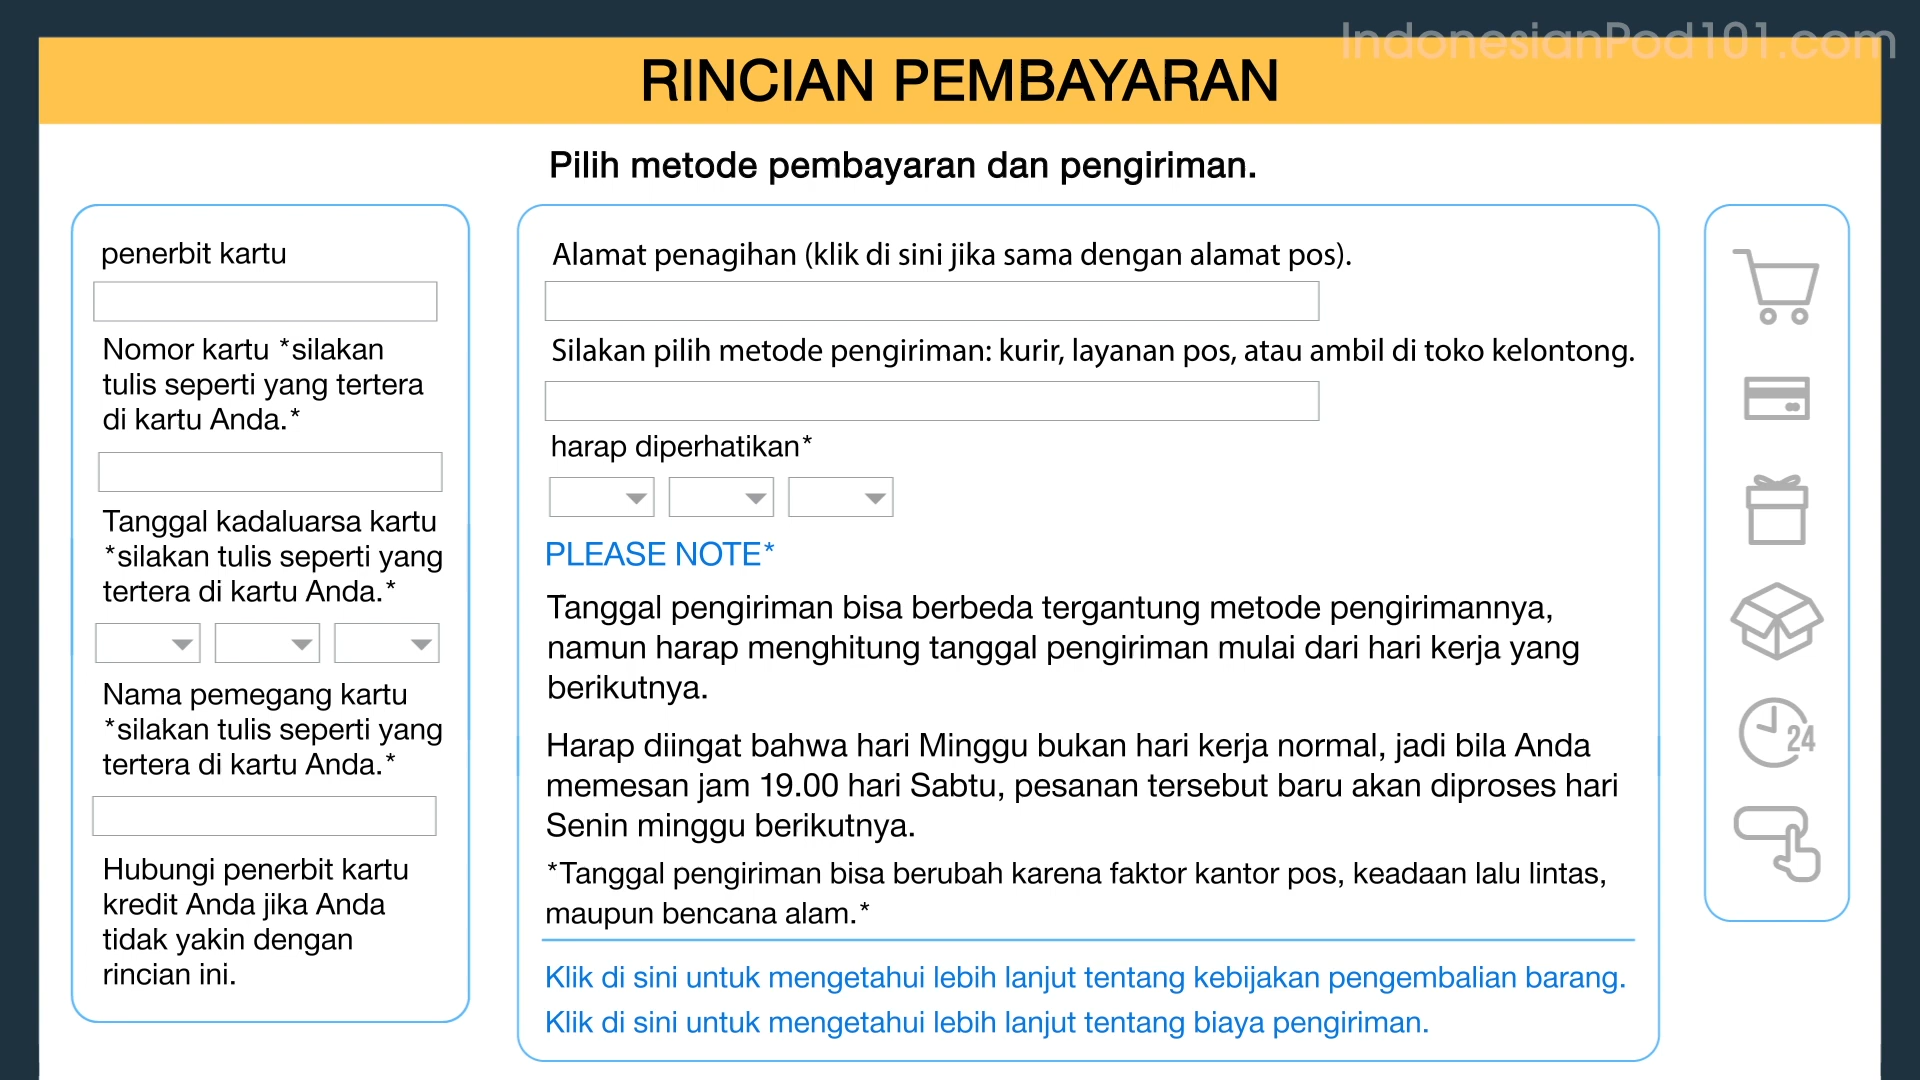 IndonesianPod101.com
RINCIAN PEMBAYARAN
Pilih metode pembayaran dan pengiriman.
penerbit kartu
Nomor kartu *silakan
tulis seperti yang tertera
di kartu Anda.*
Tanggal kadaluarsa kartu
*silakan tulis seperti yang
tertera di kartu Anda.*
Nama pemegang kartu
*silakan tulis seperti yang
tertera di kartu Anda.*
Hubungi penerbit kartu
kredit Anda jika Anda
tidak yakin dengan
rincian ini.
Alamat penagihan (klik di sini jika sama dengan alamat pos).
Silakan pilih metode pengiriman: kurir, layanan pos, atau ambil di toko kelontong.
harap diperhatikan*
PLEASE NOTE*
Tanggal pengiriman bisa berbeda tergantung metode pengirimannya,
namun harap menghitung tanggal pengiriman mulai dari hari kerja yang
berikutnya.
Harap diingat bahwa hari Minggu bukan hari kerja normal, jadi bila Anda
memesan jam 19.00 hari Sabtu, pesanan tersebut baru akan diproses hari
Senin minggu berikutnya.
*Tanggal pengiriman bisa berubah karena faktor kantor pos, keadaan lalu lintas,
maupun bencana alam.*
Klik di sini untuk mengetahui lebih lanjut tentang kebijakan pengembalian barang.
Klik di sini untuk mengetahui lebih lanjut tentang biaya pengiriman.
24